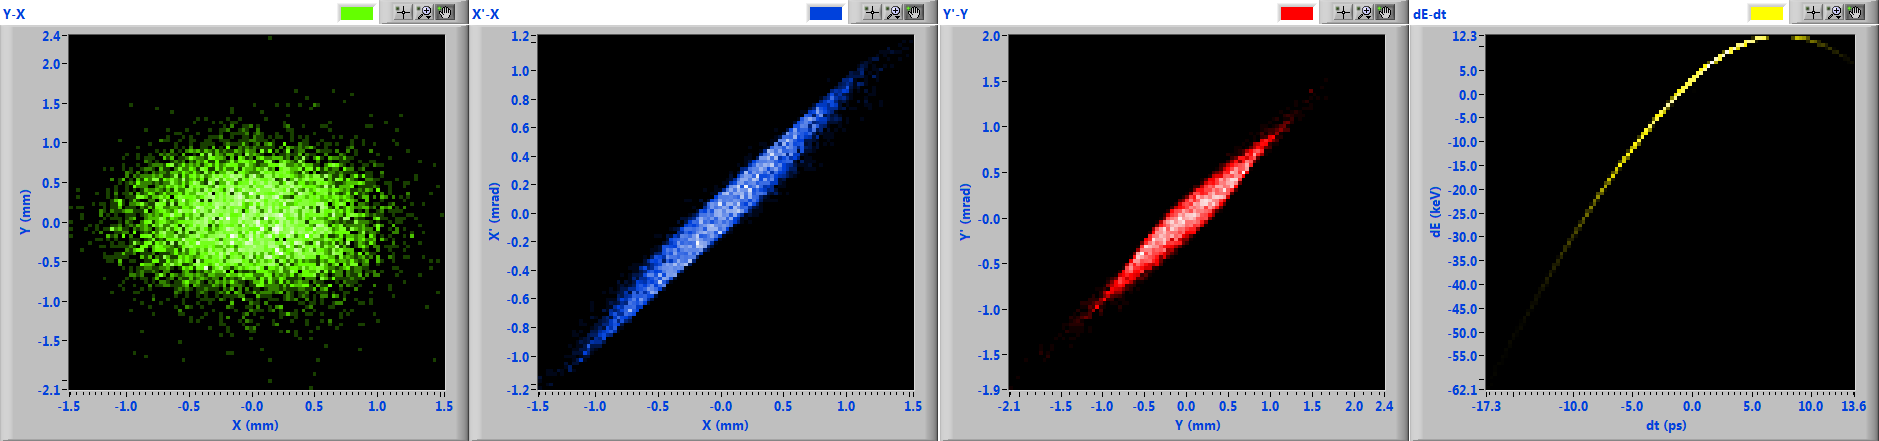 Y-X
2.4
2.0
1.5
1.0
0.5
0.0
-0.5
-1.0
-1.5
-2.1
Y (mm)
-1.5 -1.0 -0.5 -0.0 0.5 1.0 1.5
X (mm)
X'-X
1.2
1.0
0.8
0.6
0.4
0.2
0.0
-0.2
-0.4
-0.6
-0.8
-1.0
-1.2
X' (mrad)
-1.5 -1.0 -0.5 -0.0 0.5 1.0 1.5
X (mm)
Y'-Y
2.0
1.5
1.0
0.5
-0.0
-0.5
-1.0
-1.5
-1.9
Y' (mrad)
-2.1 -1.5 -1.0 -0.5 0.0 0.5 1.0 1.5 2.0 2.4
Y (mm)
dE-dt
12.3
5.0
0.0
-5.0
-10.0
-15.0
-20.0
-25.0
-30.0
-35.0
-40.0
-45.0
-50.0
-55.0
-62.1
dE (keV)
-17.3 -10.0 -5.0 0.0 5.0 10.0 13.6
dt (ps)